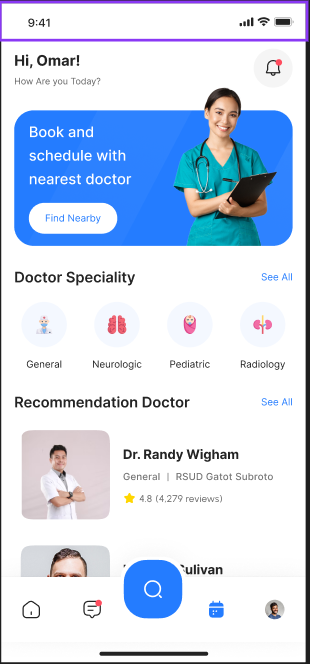 9:41
Hi, Omar!
How Are you Today?
Book and
schedule with
nearest doctor
Find Nearby
Doctor Speciality
See All
General
Neurologic
Pediatric
Radiology
Recommendation Doctor
See All
Dr. Randy Wigham
General | RSUD Gatot Subroto
4.8 (4,279 reviews)
Sulivan